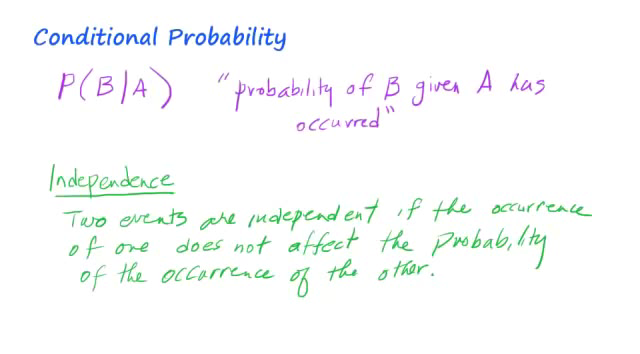 Conditional Probability
P(B/A) "probability of B given A has
occurred"
Independence
Two events are independent if the occurrence
of one does not affect the probability
of the occurrence of the other.